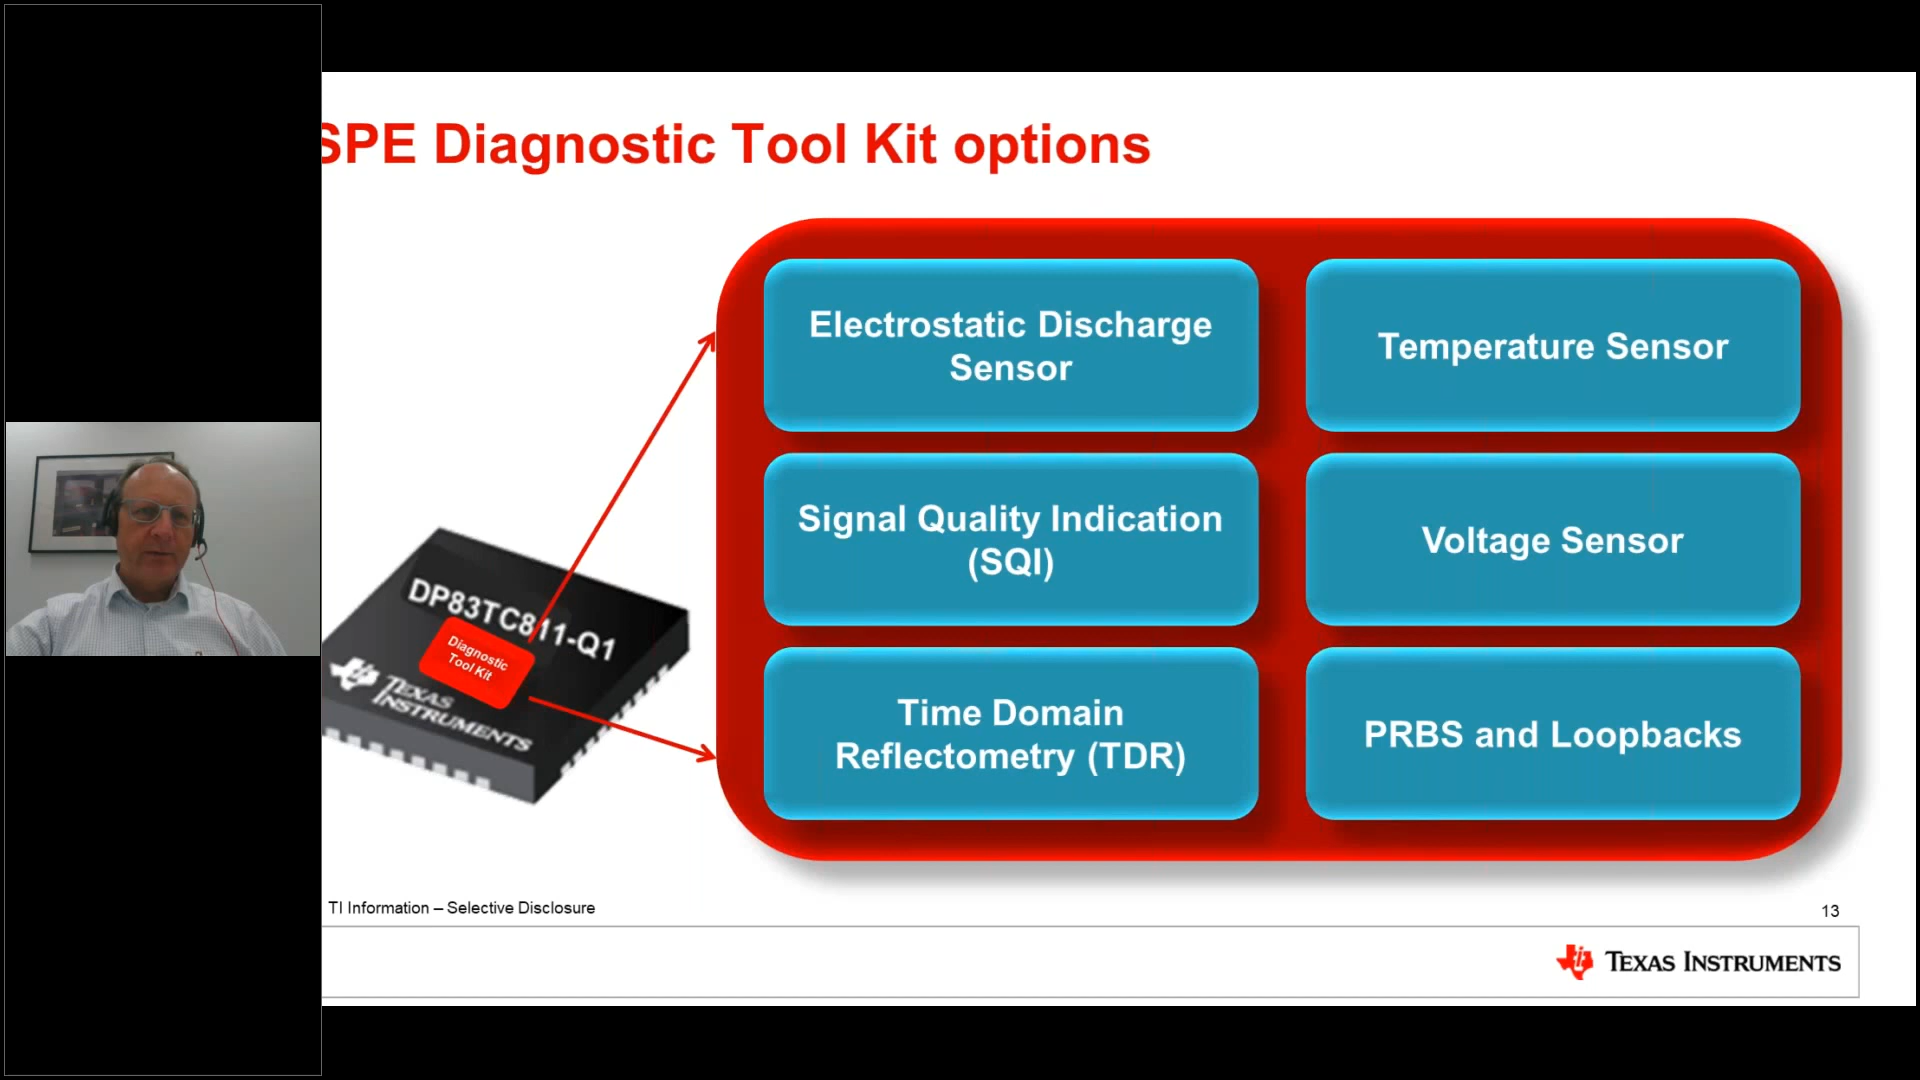 SPE Diagnostic Tool Kit options
Electrostatic Discharge
Sensor
Temperature Sensor
Signal Quality Indication
(SQI)
Voltage Sensor
Time Domain
Reflectometry (TDR)
PRBS and Loopbacks
DP83TC811-Q1
Diagnostic
Tool Kit
TEXAS
INSTRUMENTS
TI Information – Selective Disclosure
13
TEXAS INSTRUMENTS